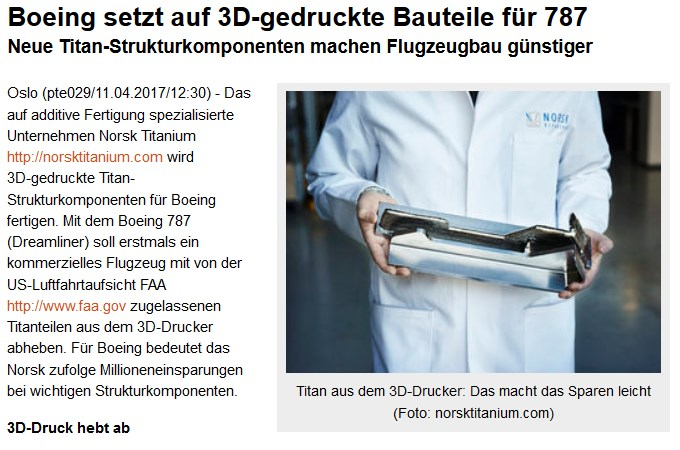 Boeing setzt auf 3D-gedruckte Bauteile für 787
Neue Titan-Strukturkomponenten machen Flugzeugbau günstiger
Oslo (pte029/11.04.2017/12:30) - Das
auf additive Fertigung spezialisierte
Unternehmen Norsk Titanium
http://norsktitanium.com wird
3D-gedruckte Titan-
Strukturkomponenten für Boeing
fertigen. Mit dem Boeing 787
(Dreamliner) soll erstmals ein
kommerzielles Flugzeug mit von der
US-Luftfahrtaufsicht FAA
http://www.faa.gov zugelassenen
Titanteilen aus dem 3D-Drucker
abheben. Für Boeing bedeutet das
Norsk zufolge Millioneneinsparungen
bei wichtigen Strukturkomponenten.
3D-Druck hebt ab
NORSK
Titan aus dem 3D-Drucker: Das macht das Sparen leicht
(Foto: norsktitanium.com)